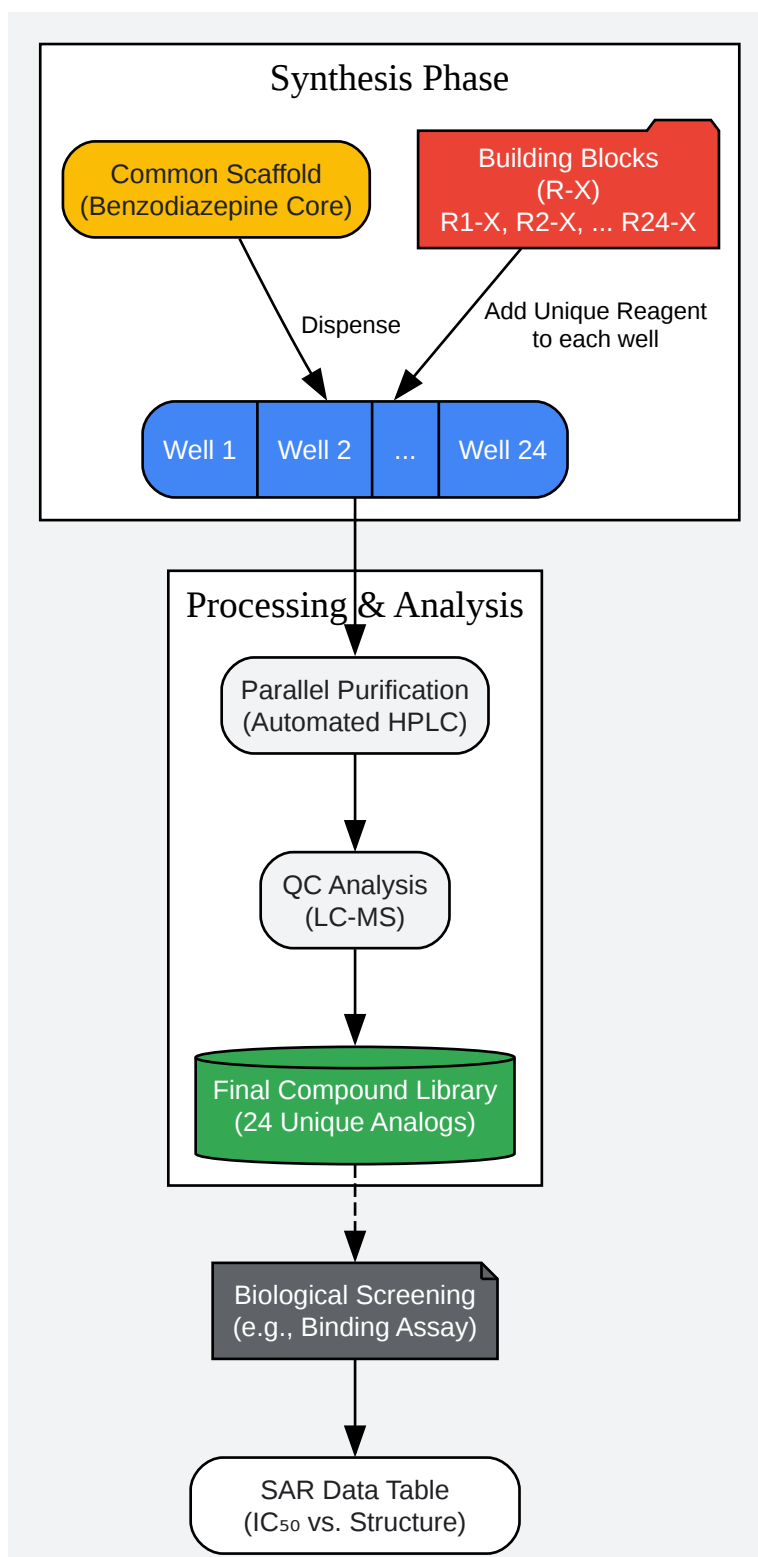 Synthesis Phase
Common Scaffold
(Benzodiazepine Core)
Building Blocks
(R-X)
R1-X, R2-X, ... R24-X
Dispense
Add Unique Reagent
to each well
Well 1
Well 2
...
Well 24
Processing & Analysis
Parallel Purification
(Automated HPLC)
QC Analysis
(LC-MS)
Final Compound Library
(24 Unique Analogs)
Biological Screening
(e.g., Binding Assay)
SAR Data Table
(IC₅₀ vs. Structure)